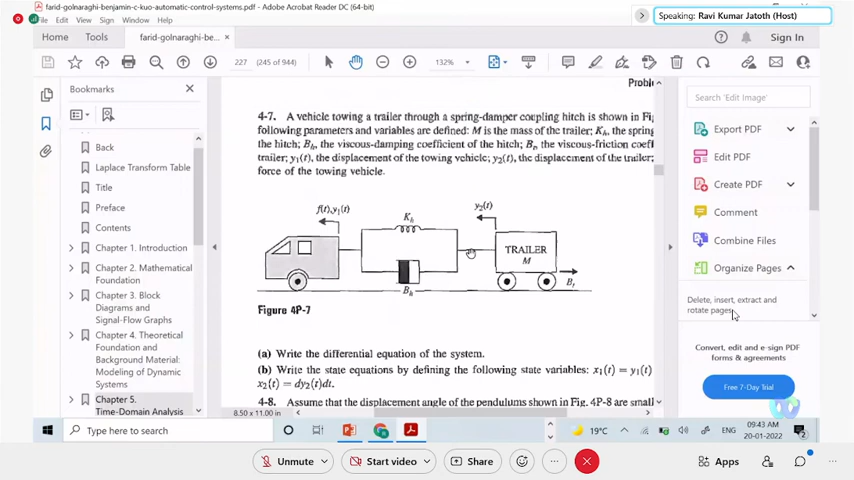 farid-golnaraghi-benjamin-c-kuo-automatic-control-systems.pdf - Adobe Acrobat Reader DC (64-bit)
Speaking: Ravi Kumar Jatoth (Host)
File Edit View Sign Window Help
Home Tools farid-golnaraghi-be... × Sign In
227 (245 of 944) 132%
Bookmarks
Back
Laplace Transform Table
Title
Preface
Contents
Chapter 1. Introduction
Chapter 2. Mathematical
Foundation
Chapter 3. Block
Diagrams and
Signal-Flow Graphs
Chapter 4. Theoretical
Foundation and
Background Material:
Modeling of Dynamic
Systems
Chapter 5.
Time-Domain Analysis
Proble
4-7. A vehicle towing a trailer through a spring-damper coupling hitch is shown in Fig
following parameters and variables are defined: M is the mass of the trailer; Kh, the spring
the hitch; Bh, the viscous-damping coefficient of the hitch; Bt, the viscous-friction coeff
trailer; y1(t), the displacement of the towing vehicle; y2(t), the displacement of the trailer;
force of the towing vehicle.
f(t),y1(t)
Kh
y2(t)
TRAILER
M
Bh
Bt
Figure 4P-7
(a) Write the differential equation of the system.
(b) Write the state equations by defining the following state variables: x1(t) = y1(t)
x2(t) = dy2(t)dt.
4-8. Assume that the displacement angle of the pendulums shown in Fig. 4P-8 are small
8.50 x 11.00 in
Search 'Edit Image'
Export PDF
Edit PDF
Create PDF
Comment
Combine Files
Organize Pages
Delete, insert, extract and
rotate pages.
Convert, edit and e-sign PDF
forms & agreements
Free 7-Day Trial
Type here to search
19°C
09:43 AM
20-01-2022
2
Unmute
Start video
Share
Apps